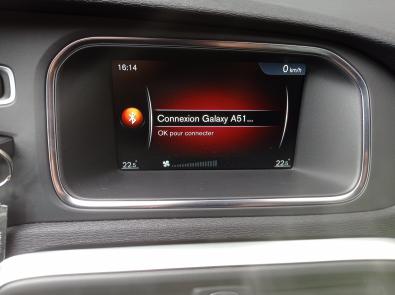 16:14
0 km/h
Connexion Galaxy A51...
OK pour connecter
22.5°
22.5°